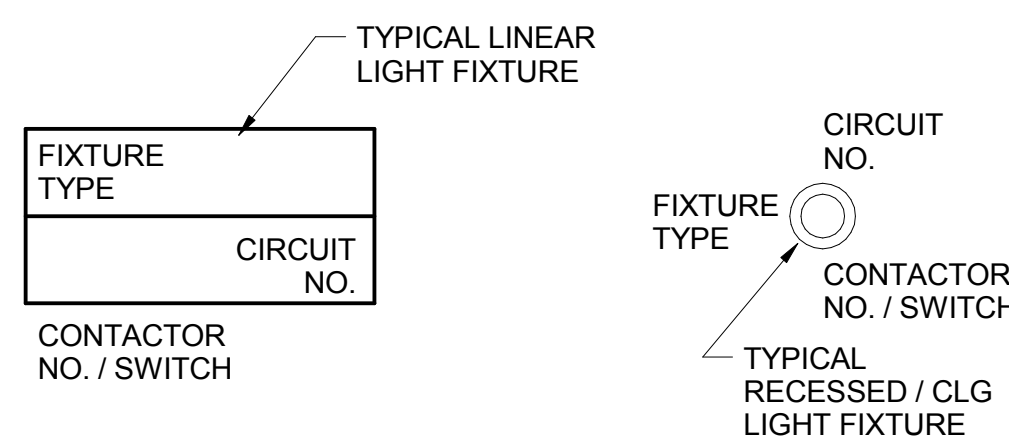 TYPICAL LINEAR
LIGHT FIXTURE
FIXTURE
TYPE
CIRCUIT
NO.
CONTACTOR
NO. / SWITCH
CIRCUIT
NO.
FIXTURE
TYPE
CONTACTOR
NO. / SWITCH
TYPICAL
RECESSED / CLG
LIGHT FIXTURE